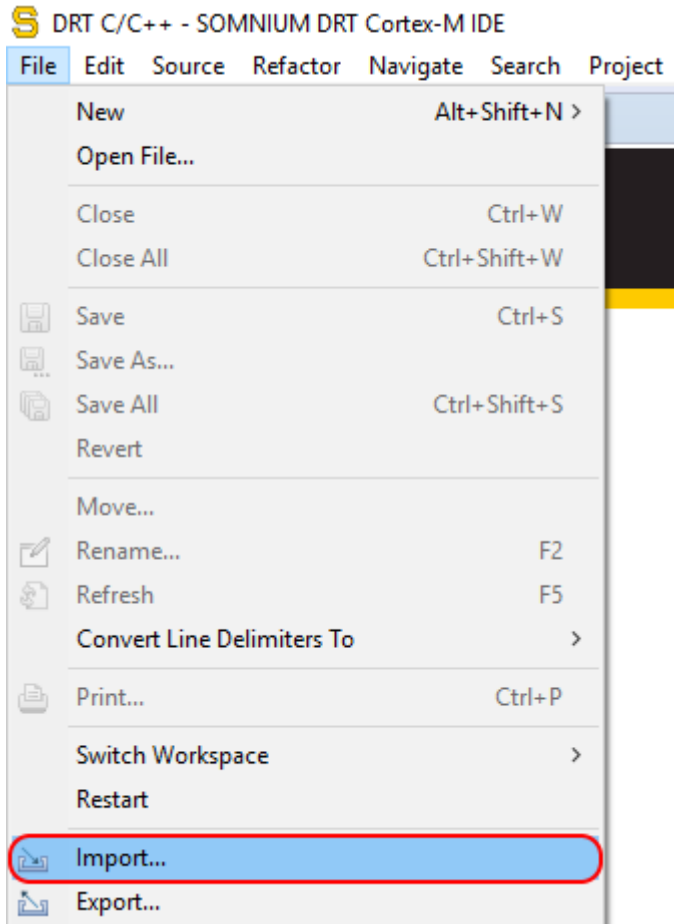 DRT C/C++ - SOMNIUM DRT Cortex-M IDE
File Edit Source Refactor Navigate Search Project
New Alt+Shift+N >
Open File...
Close Ctrl+W
Close All Ctrl+Shift+W
Save Ctrl+S
Save As...
Save All Ctrl+Shift+S
Revert
Move...
Rename... F2
Refresh F5
Convert Line Delimiters To >
Print... Ctrl+P
Switch Workspace >
Restart
Import...
Export...